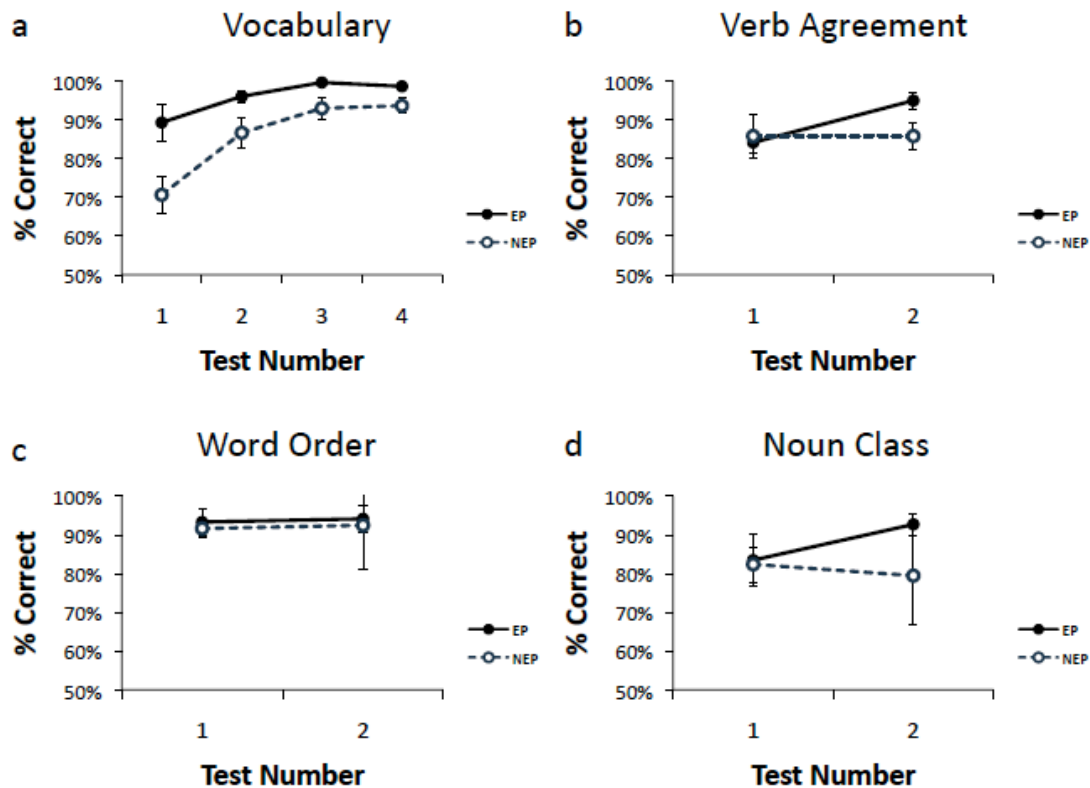 a Vocabulary
100%
90%
80%
70%
60%
50%
% Correct
EP
NEP
1 2 3 4
Test Number
b Verb Agreement
100%
90%
80%
70%
60%
50%
% Correct
EP
NEP
1 2
Test Number
c Word Order
100%
90%
80%
70%
60%
50%
% Correct
EP
NEP
1 2
Test Number
d Noun Class
100%
90%
80%
70%
60%
50%
% Correct
EP
NEP
1 2
Test Number